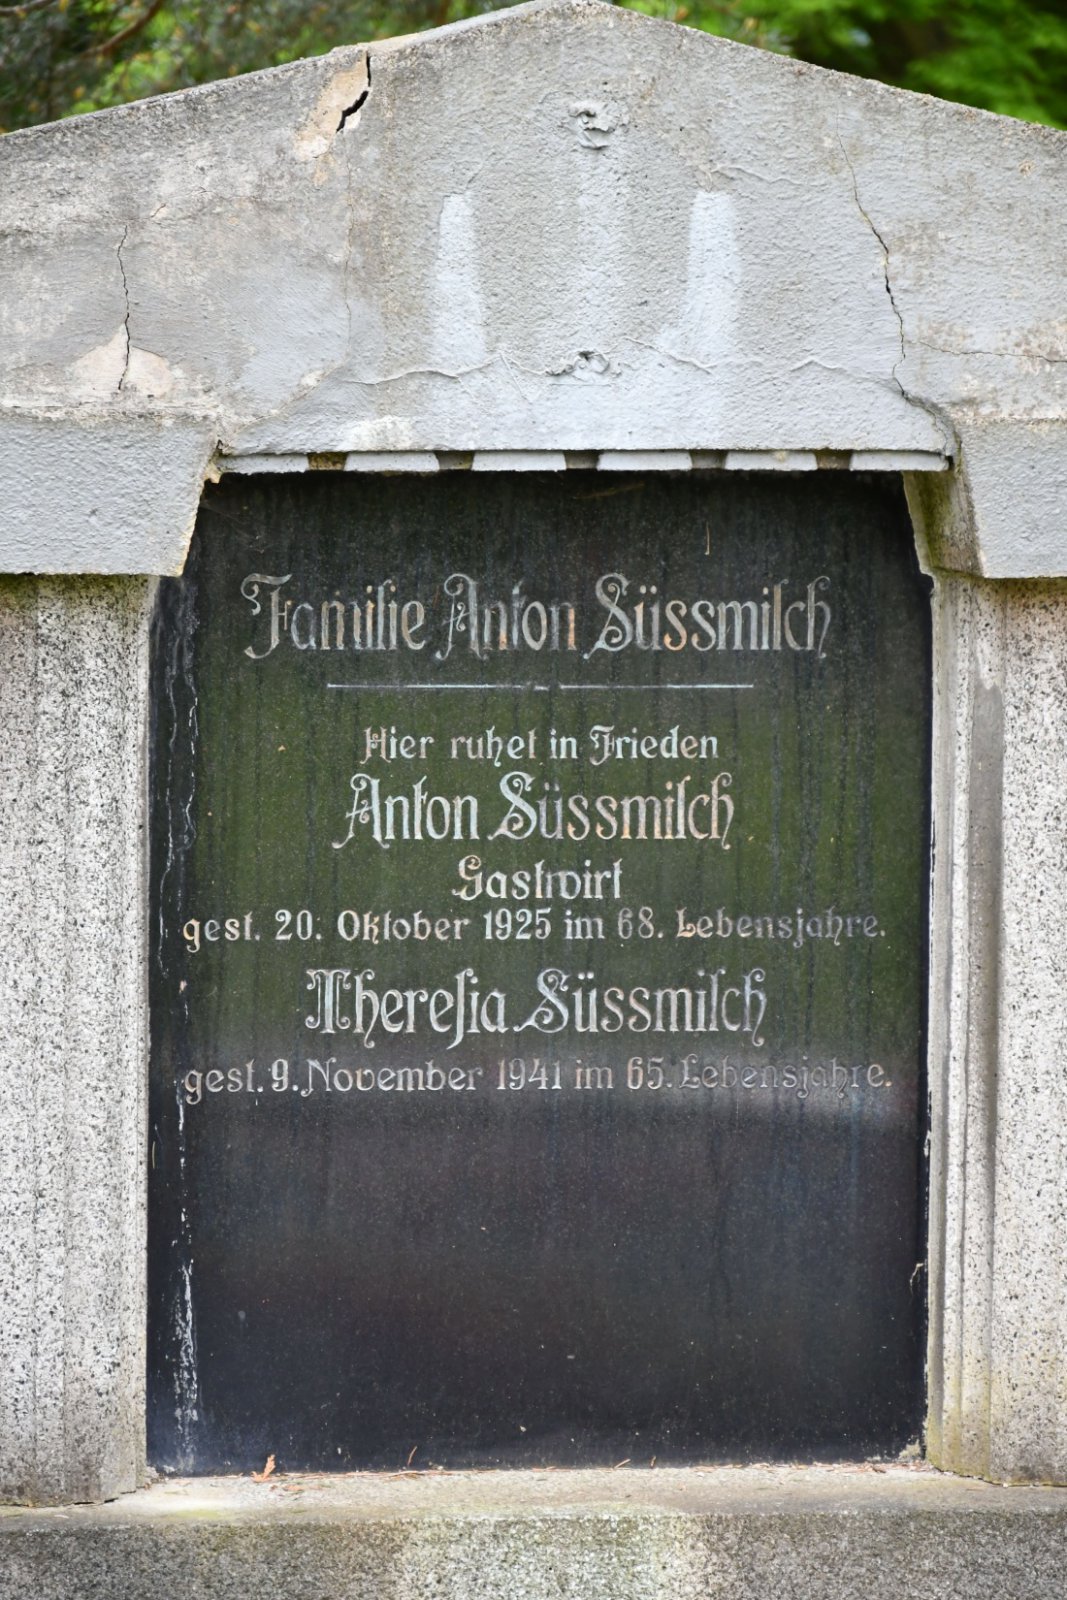 Familie Anton Süssmilch
Hier ruhet in Frieden
Anton Süssmilch
Gastwirt
gest. 20. Oktober 1925 im 68. Lebensjahre.
Theresia Süssmilch
gest. 9. November 1941 im 65. Lebensjahre.